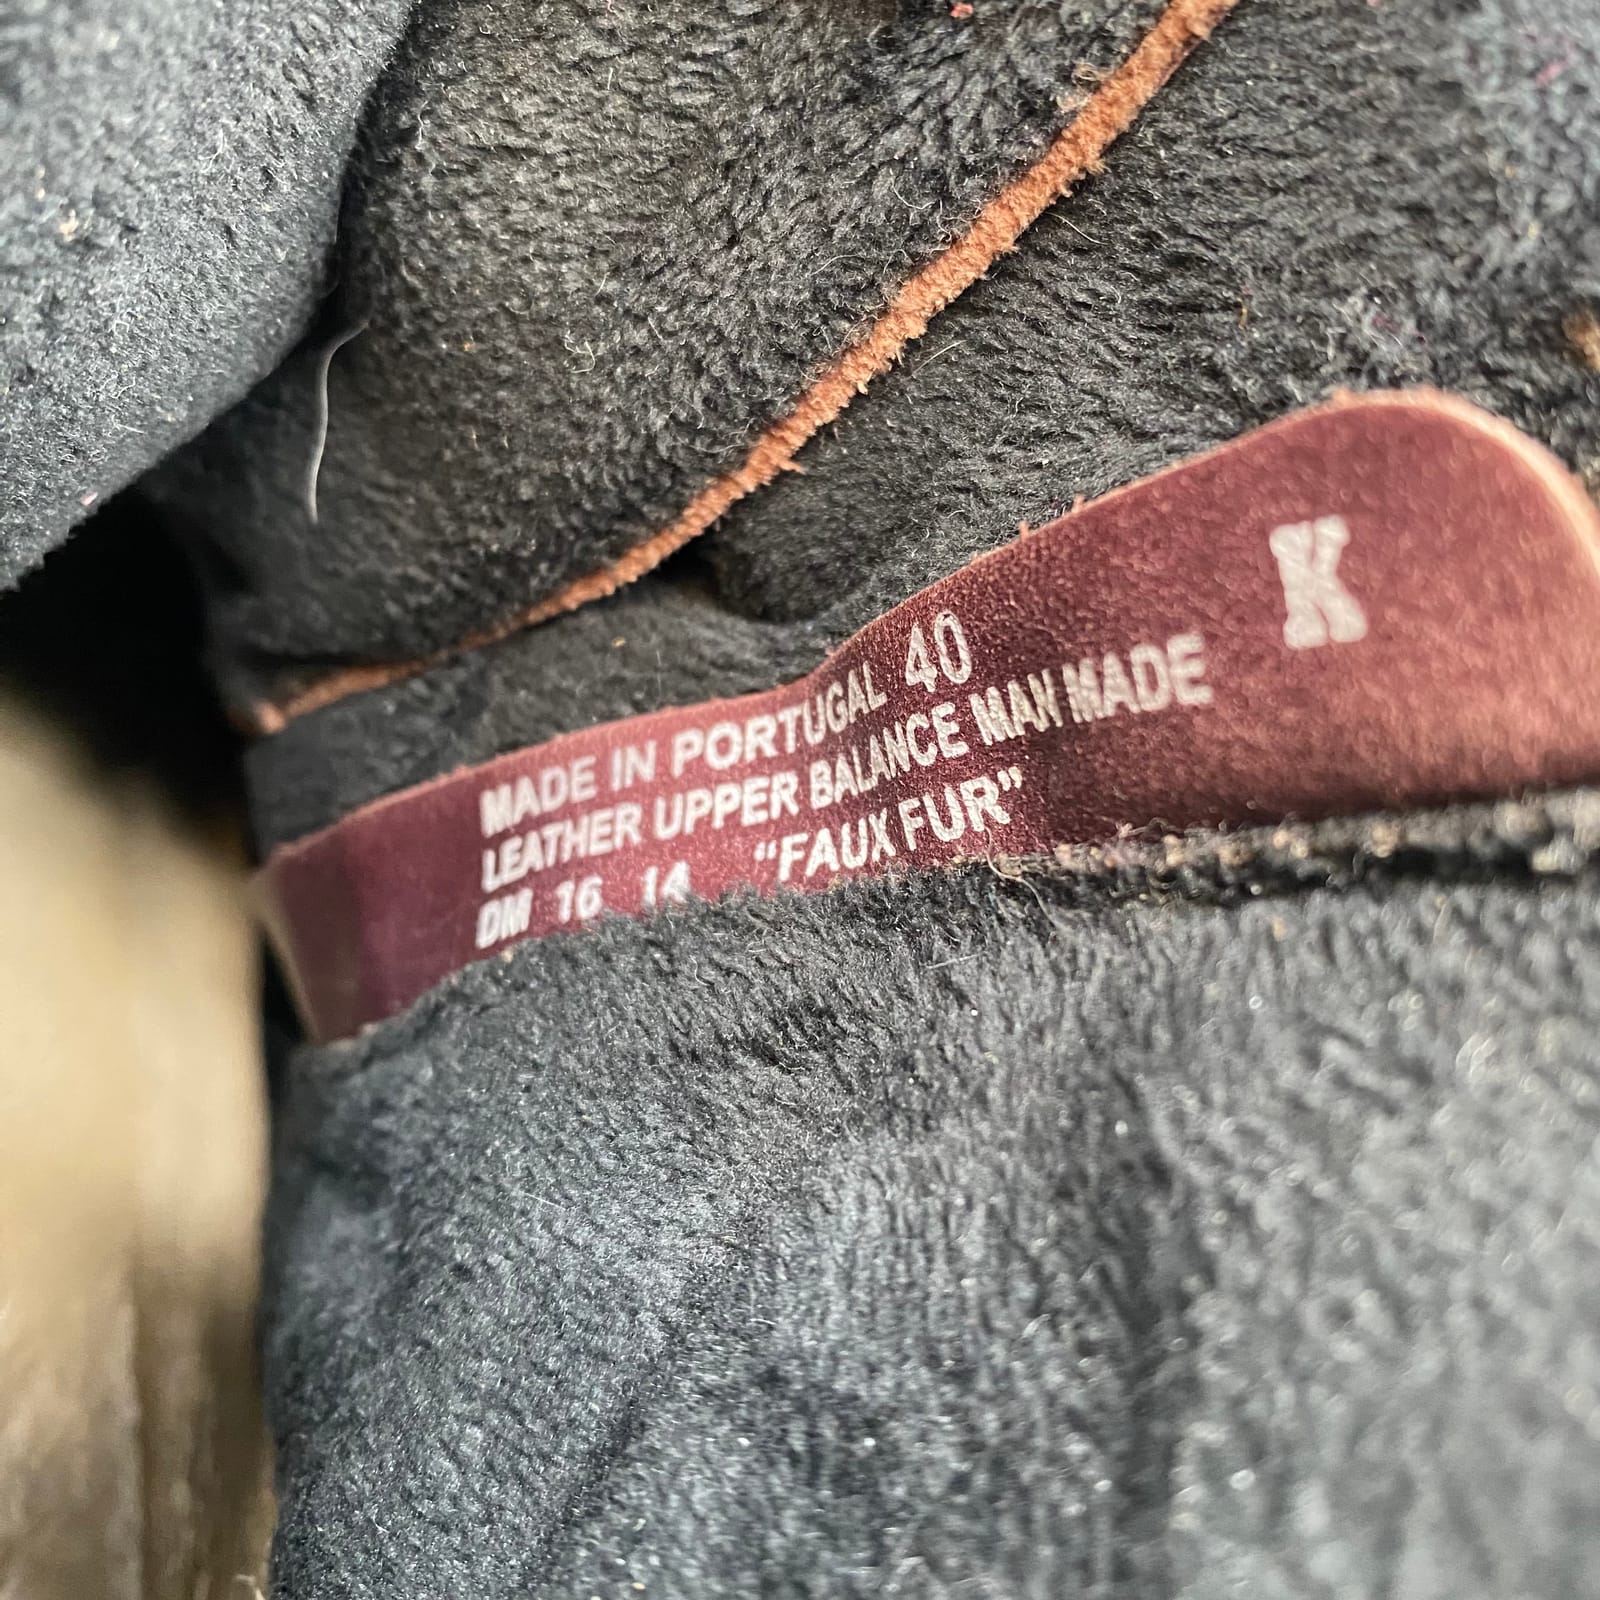 K
MADE IN PORTUGAL 40
LEATHER UPPER BALANCE MAN MADE
DM 16 14 "FAUX FUR"